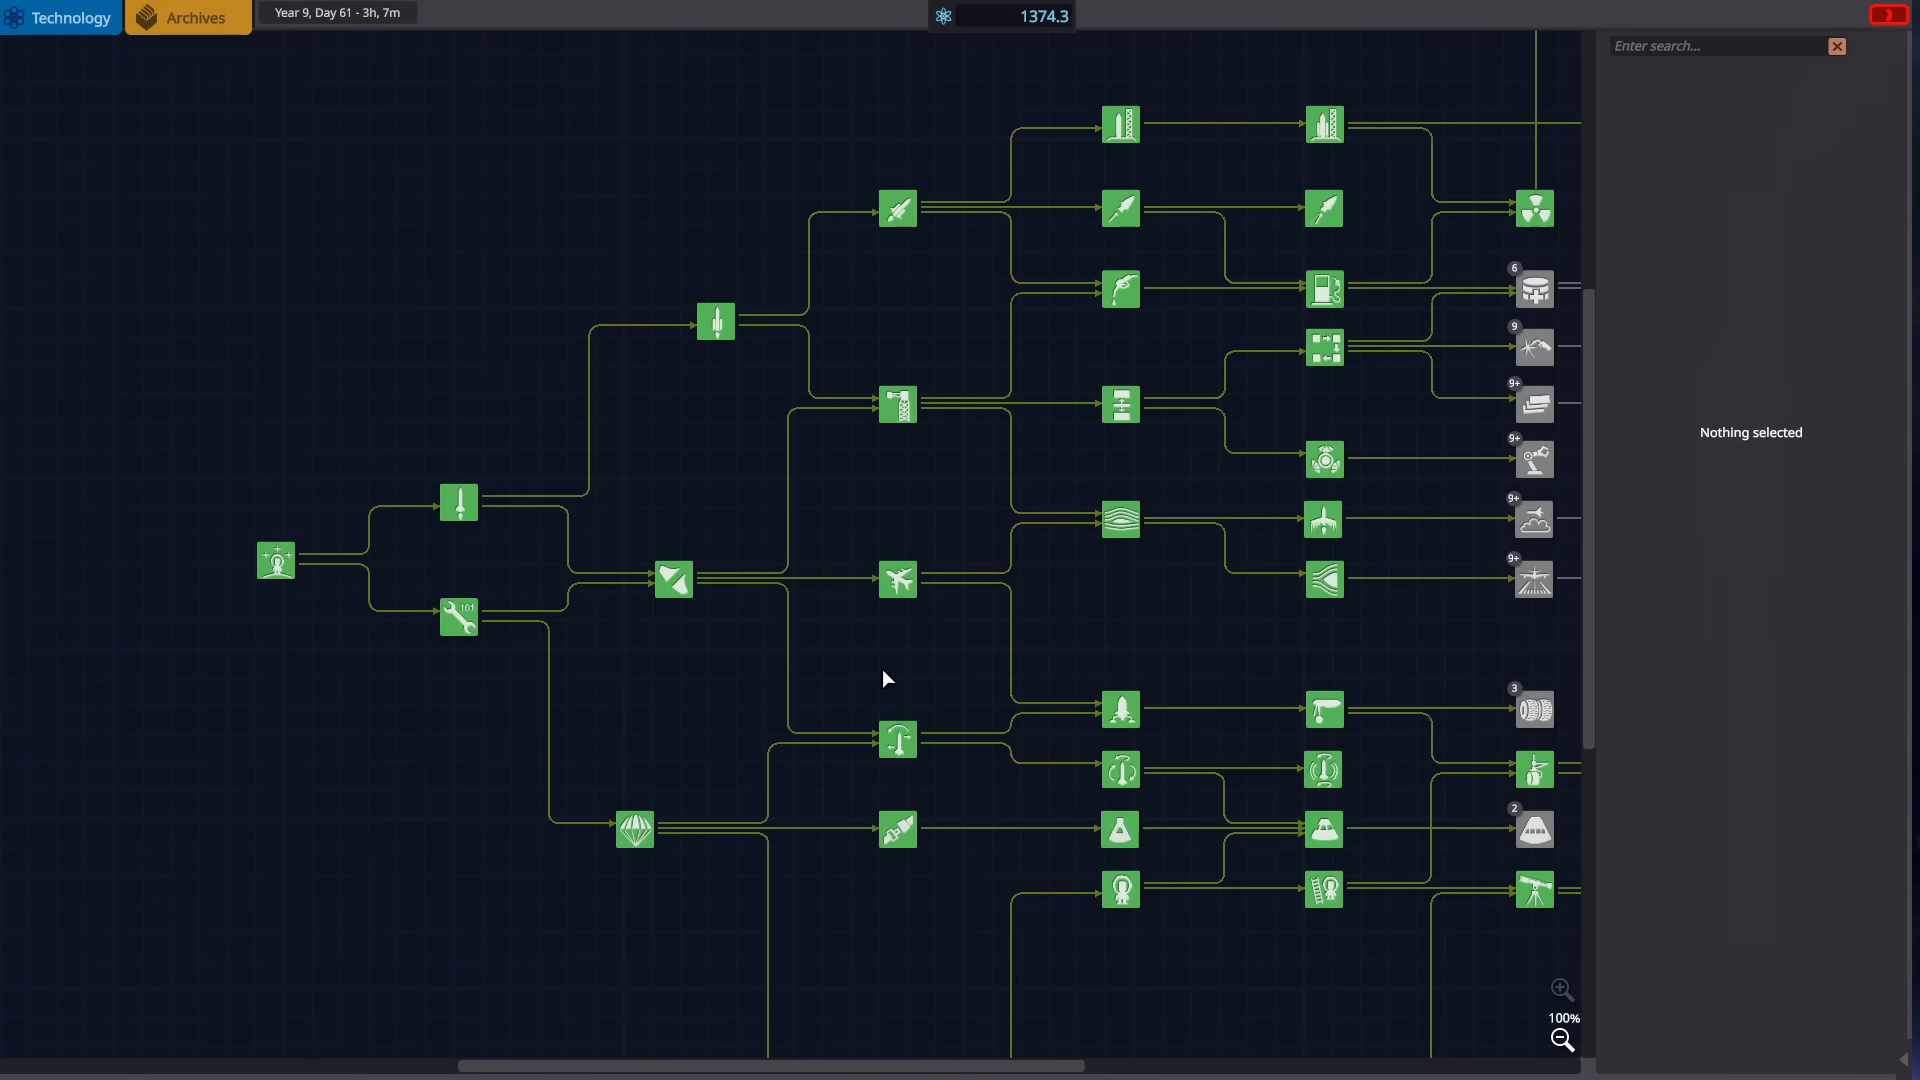 Technology
Archives
Year 9, Day 61 - 3h, 7m
1374.3
Enter search...
Nothing selected
6
9
9+
9+
9+
9+
101
3
2
100%